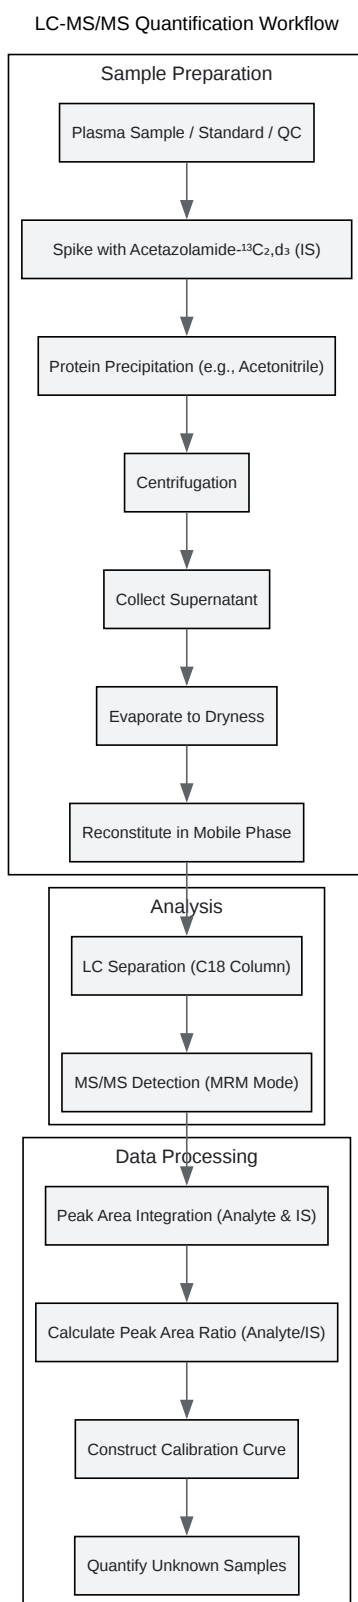 LC-MS/MS Quantification Workflow
Sample Preparation
Plasma Sample / Standard / QC
Spike with Acetazolamide-¹³C₂,d₃ (IS)
Protein Precipitation (e.g., Acetonitrile)
Centrifugation
Collect Supernatant
Evaporate to Dryness
Reconstitute in Mobile Phase
Analysis
LC Separation (C18 Column)
MS/MS Detection (MRM Mode)
Data Processing
Peak Area Integration (Analyte & IS)
Calculate Peak Area Ratio (Analyte/IS)
Construct Calibration Curve
Quantify Unknown Samples